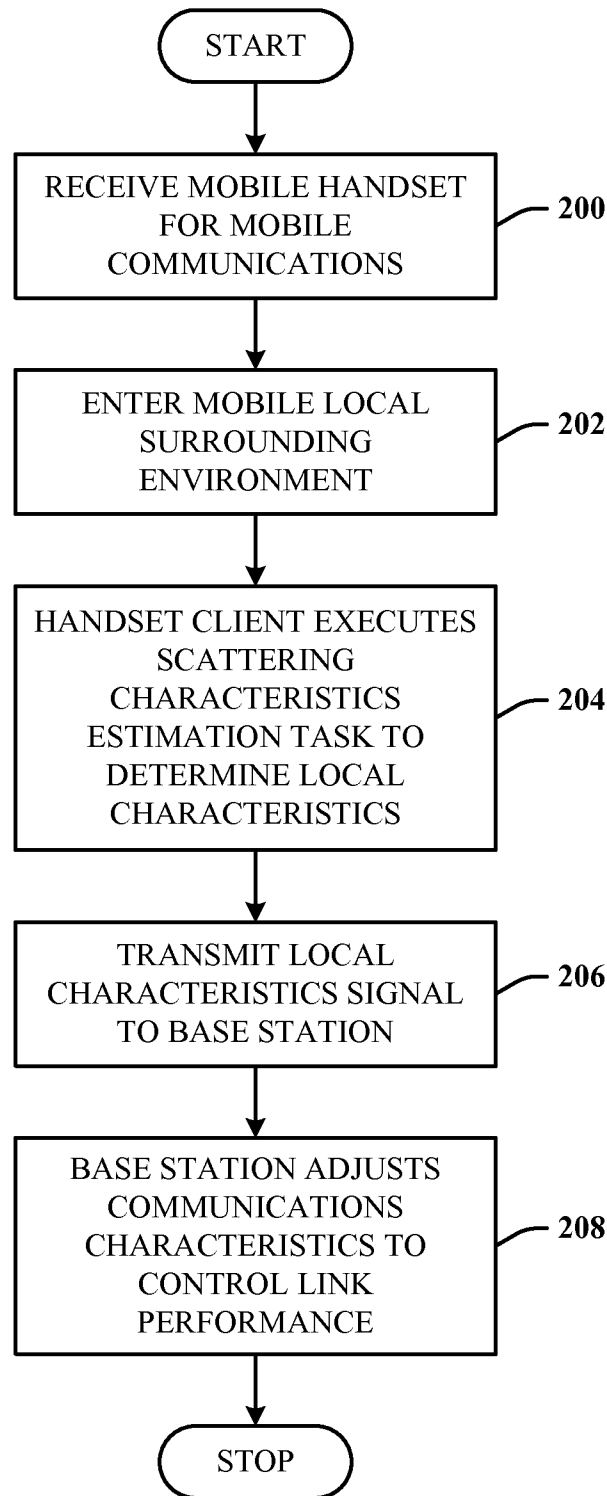 START
RECEIVE MOBILE HANDSET
FOR MOBILE
COMMUNICATIONS
200
ENTER MOBILE LOCAL
SURROUNDING
ENVIRONMENT
202
HANDSET CLIENT EXECUTES
SCATTERING
CHARACTERISTICS
ESTIMATION TASK TO
DETERMINE LOCAL
CHARACTERISTICS
204
TRANSMIT LOCAL
CHARACTERISTICS SIGNAL
TO BASE STATION
206
BASE STATION ADJUSTS
COMMUNICATIONS
CHARACTERISTICS TO
CONTROL LINK
PERFORMANCE
208
STOP